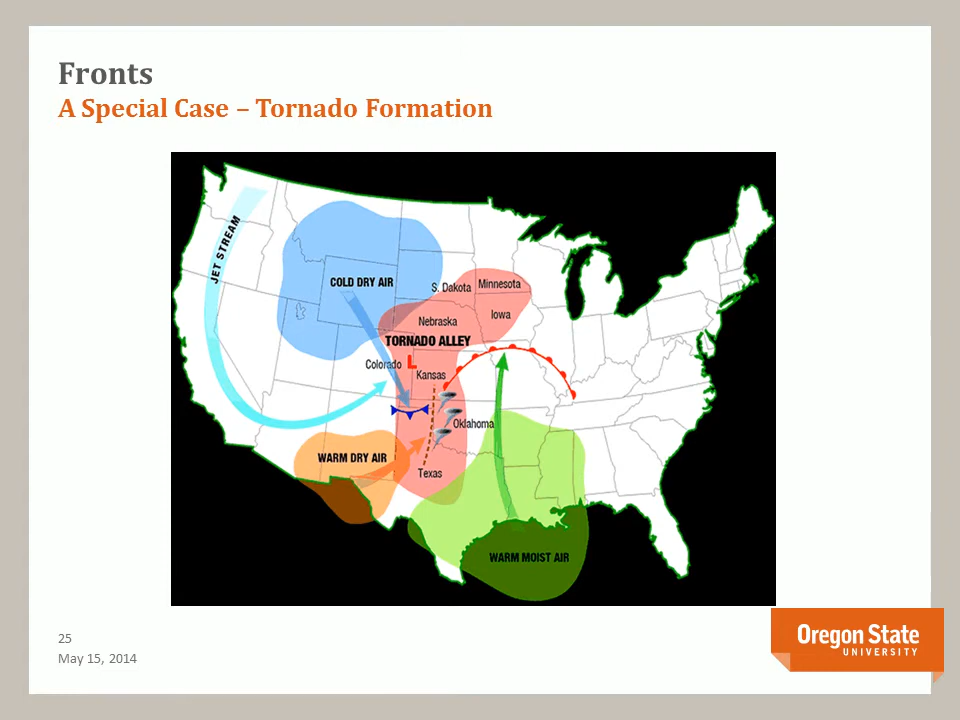 Fronts
A Special Case – Tornado Formation
JET STREAM
COLD DRY AIR
S. Dakota
Minnesota
Nebraska
Iowa
TORNADO ALLEY
Colorado
L
Kansas
Oklahoma
WARM DRY AIR
Texas
WARM MOIST AIR
25
May 15, 2014
Oregon State
UNIVERSITY